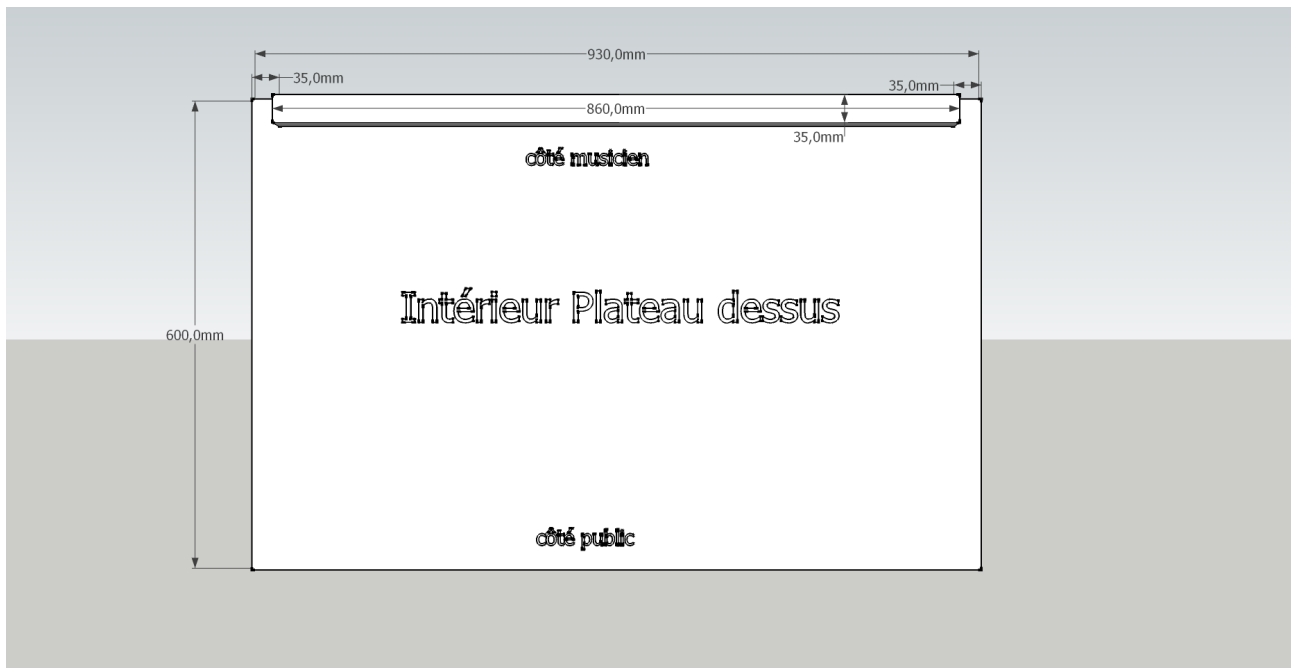 930,0mm
35,0mm
35,0mm
860,0mm
35,0mm
côté musicien
Intérieur Plateau dessus
600,0mm
côté public